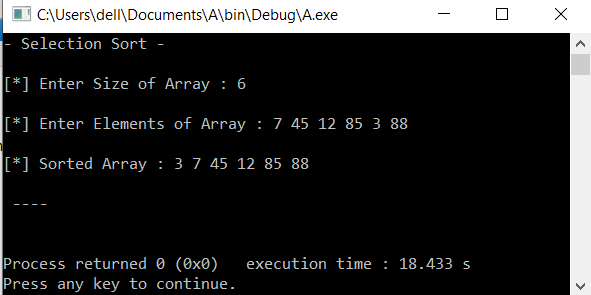 C:\Users\dell\Documents\A\bin\Debug\A.exe
- Selection Sort -
[*] Enter Size of Array : 6
[*] Enter Elements of Array : 7 45 12 85 3 88
[*] Sorted Array : 3 7 45 12 85 88
----
Process returned 0 (0x0)   execution time : 18.433 s
Press any key to continue.